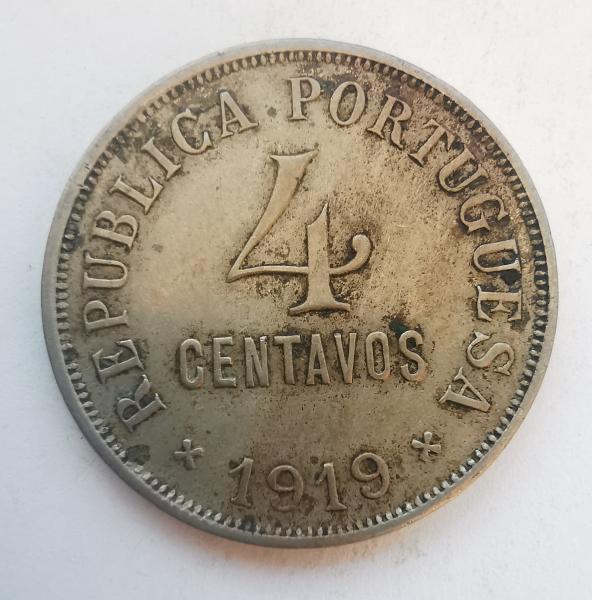 REPUBLICA PORTUGUESA
4
CENTAVOS
* 1919 *